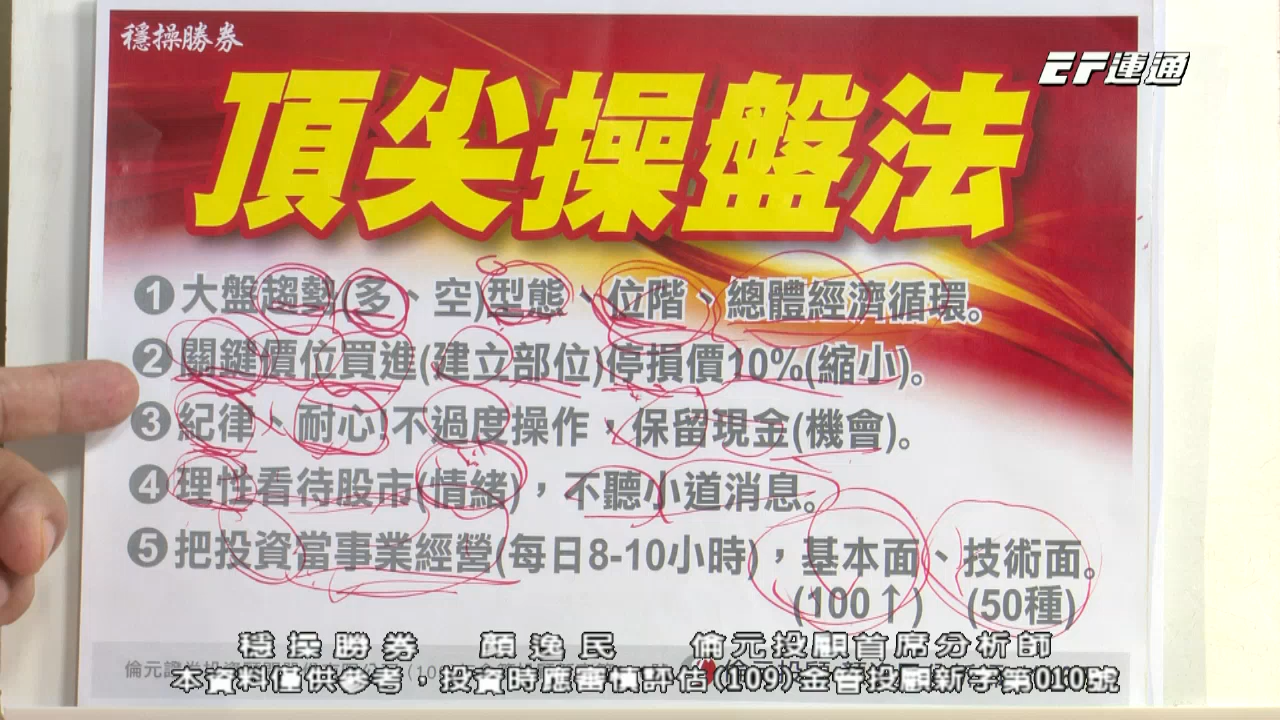 穩操勝券
EF運通
頂尖操盤法
❶大盤趨勢(多、空)型態、位階、總體經濟循環。
❷關鍵價位買進(建立部位)停損價10%(縮小)。
❸紀律、耐心!不過度操作，保留現金(機會)。
❹理性看待股市(情緒)，不聽小道消息。
❺把投資當事業經營(每日8-10小時)，基本面、技術面。
(100↑) (50種)
穩操勝券 顏逸民 倫元投顧首席分析師
本資料僅供參考，投資時應審慎評估(109)金管投顧新字第010號